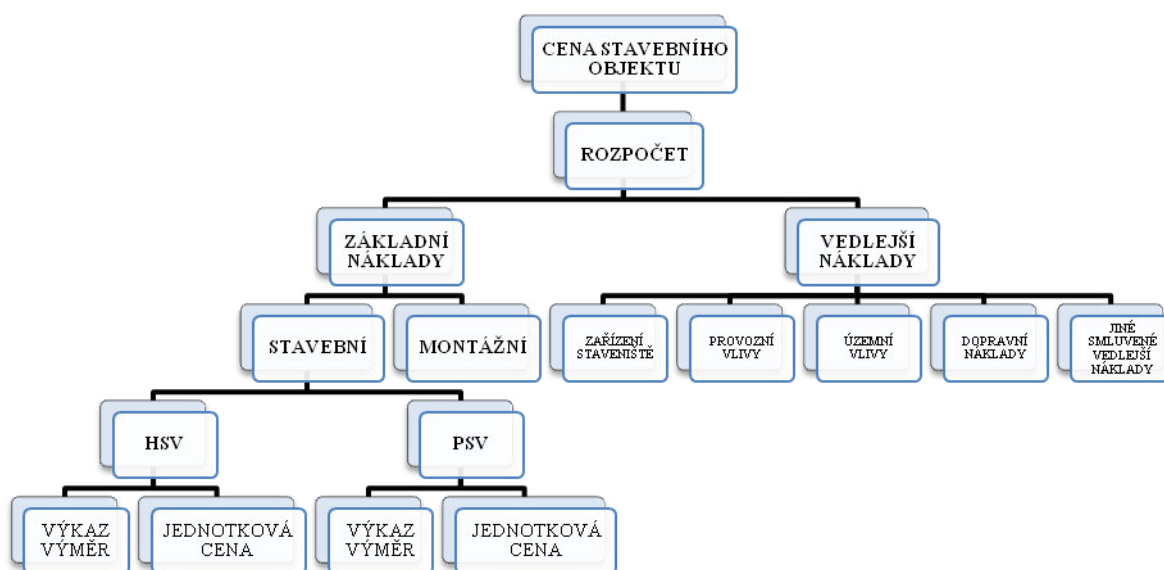 CENA STAVEBNÍHO
OBJEKTU
ROZPOČET
ZÁKLADNÍ
NÁKLADY
VEDLEJŠÍ
NÁKLADY
STAVEBNÍ
MONTÁŽNÍ
ZAŘÍZENÍ
STAVENIŠTĚ
PROVOZNÍ
VLIVY
ÚZEMNÍ
VLIVY
DOPRAVNÍ
NÁKLADY
JINÉ
SMLUVENÉ
VEDLEJŠÍ
NÁKLADY
HSV
PSV
VÝKAZ
VÝMĚR
JEDNOTKOVÁ
CENA
VÝKAZ
VÝMĚR
JEDNOTKOVÁ
CENA